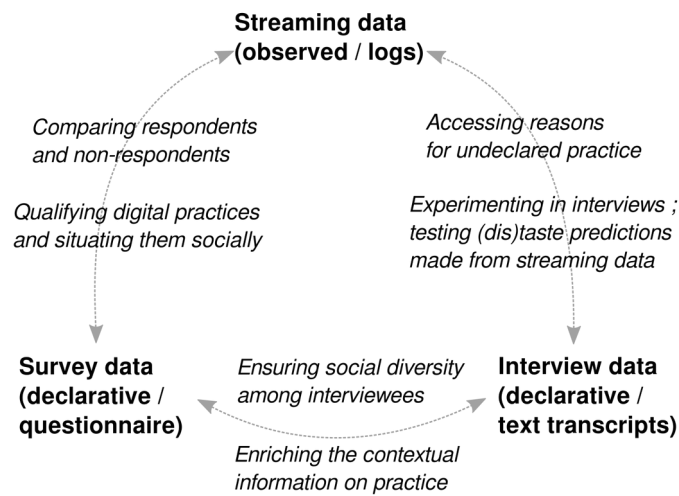 Streaming data
(observed / logs)
Comparing respondents
and non-respondents
Accessing reasons
for undeclared practice
Qualifying digital practices
and situating them socially
Experimenting in interviews ;
testing (dis)taste predictions
made from streaming data
Survey data
(declarative /
questionnaire)
Ensuring social diversity
among interviewees
Interview data
(declarative /
text transcripts)
Enriching the contextual
information on practice